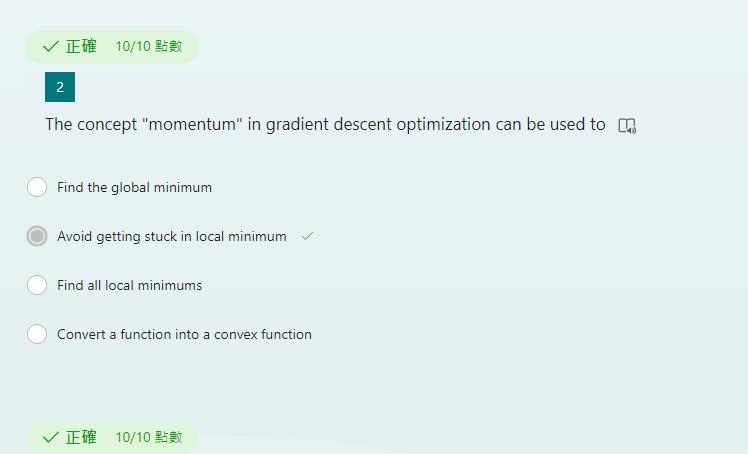 正確 10/10 點數
2
The concept "momentum" in gradient descent optimization can be used to
Find the global minimum
Avoid getting stuck in local minimum
Find all local minimums
Convert a function into a convex function
正確 10/10 點數